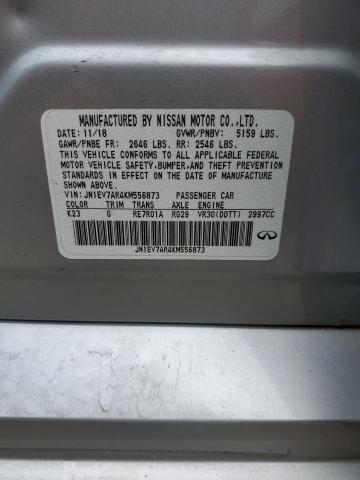 MANUFACTURED BY NISSAN MOTOR CO.,LTD.
DATE: 11/18 GVWR/PNBV: 5159 LBS.
GAWR/PNBE FR: 2646 LBS. RR: 2546 LBS.
THIS VEHICLE CONFORMS TO ALL APPLICABLE FEDERAL
MOTOR VEHICLE SAFETY,BUMPER,AND THEFT PREVENTION
STANDARDS IN EFFECT ON THE DATE OF MANUFACTURE
SHOWN ABOVE.
VIN: JN1EV7AR4KM556873 PASSENGER CAR
COLOR TRIM TRANS AXLE ENGINE
K23 G RE7R01A RG29 VR30(DDTT) 2997CC
JN1EV7AR4KM556873
INFINITI